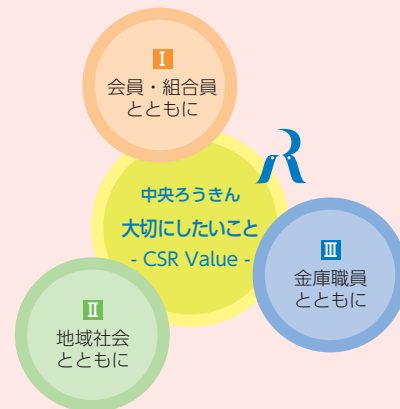 Ⅰ
会員・組合員
とともに
中央ろうきん
大切にしたいこと
- CSR Value -
Ⅲ
金庫職員
とともに
Ⅱ
地域社会
とともに